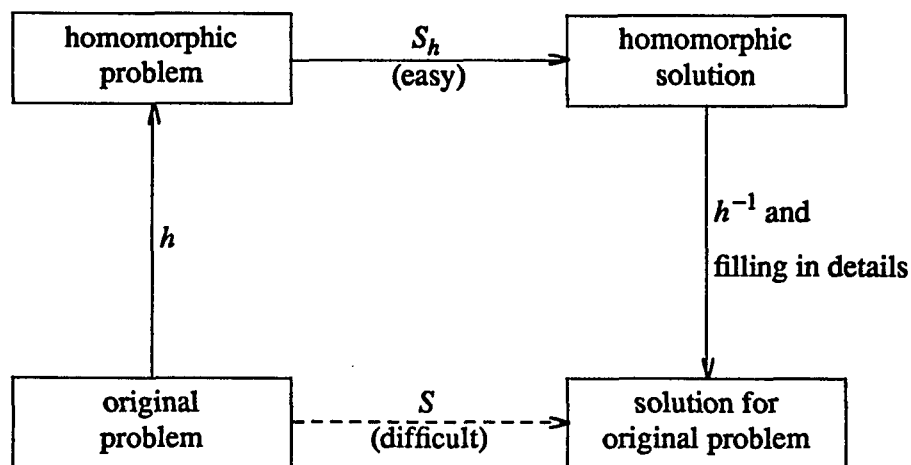 homomorphic
problem
S_h
(easy)
homomorphic
solution
h
h⁻¹ and
filling in details
original
problem
S
(difficult)
solution for
original problem